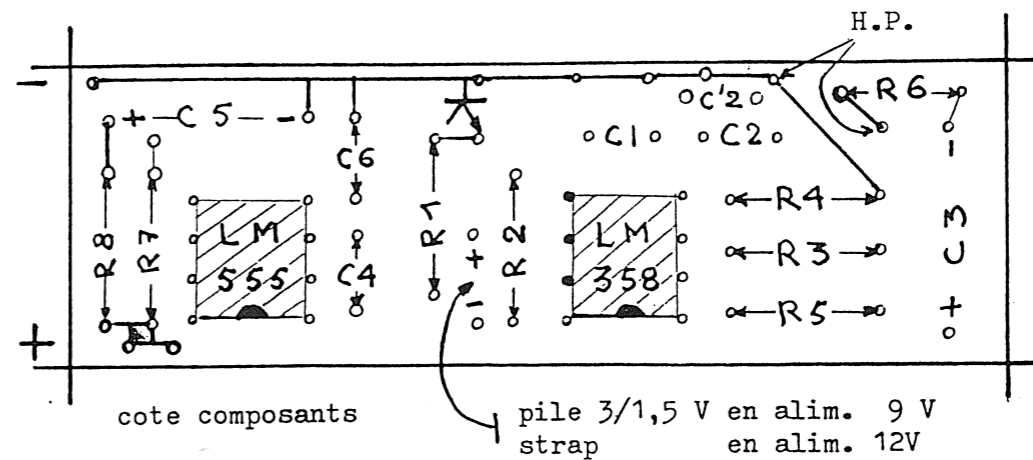 H.P.
-
+ C5 -
C'2
R6
C1
C2
C6
R1
R4
-
R8
R7
LM
555
C4
+
-
R2
LM
358
R3
C3
R5
+
+
cote composants
pile 3/1,5 V en alim. 9 V
strap en alim. 12V